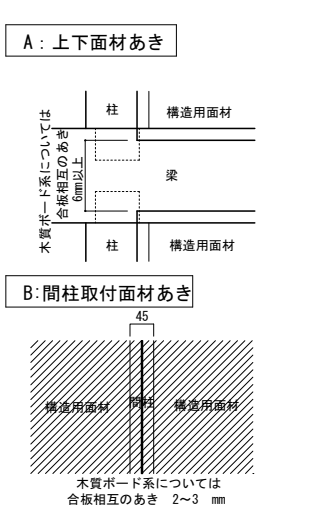 A：上下面材あき
柱
構造用面材
木質ボード系については
合板相互のあき
6mm以上
梁
柱
構造用面材
B:間柱取付面材あき
45
構造用面材
間柱
構造用面材
木質ボード系については
合板相互のあき 2〜3 mm